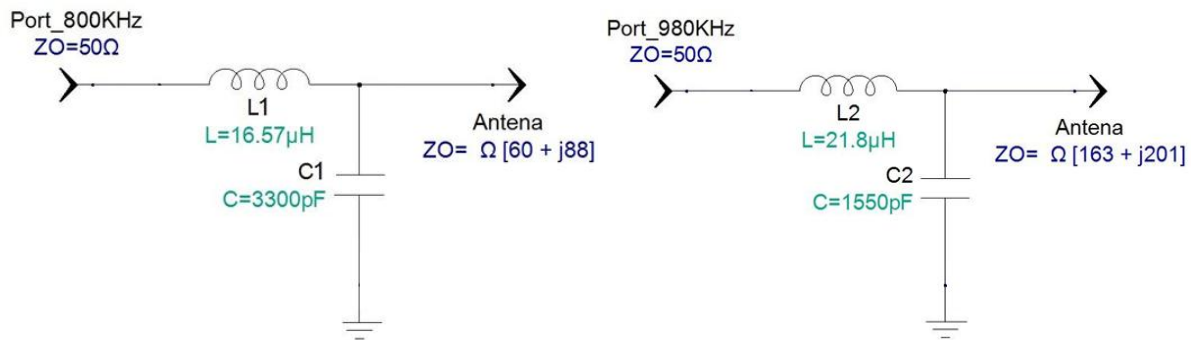 Port_800KHz
ZO=50Ω
L1
L=16.57µH
C1
C=3300pF
Antena
ZO= Ω [60 + j88]
Port_980KHz
ZO=50Ω
L2
L=21.8µH
C2
C=1550pF
Antena
ZO= Ω [163 + j201]